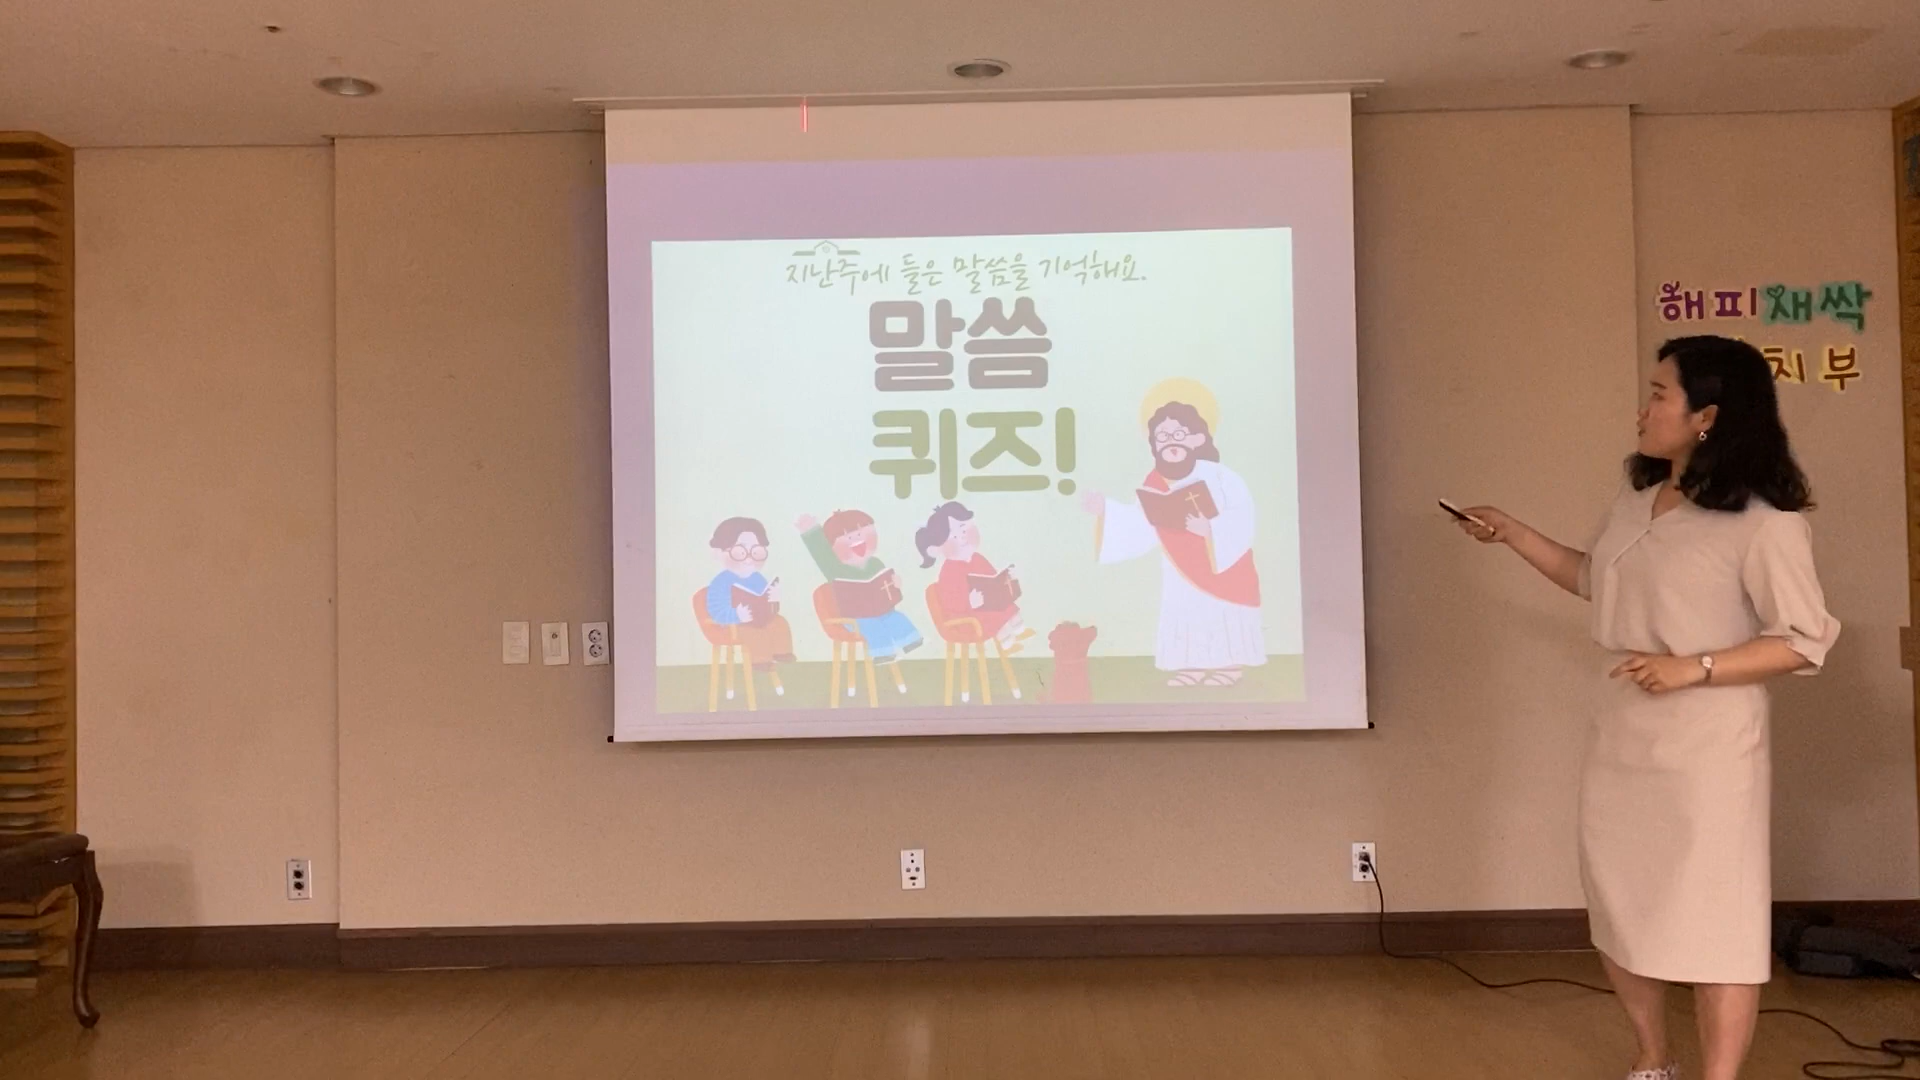 지난주에 들은 말씀을 기억해요.
말씀
퀴즈!
해피새싹
치부